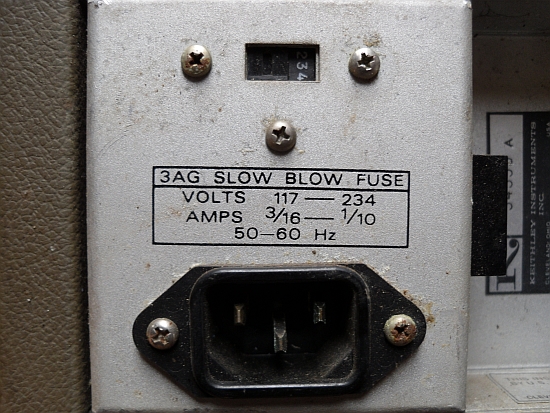 234
3AG SLOW BLOW FUSE
VOLTS 117 — 234
AMPS 3/16 — 1/10
50—60 Hz
KEITHLEY INSTRUMENTS
INC.